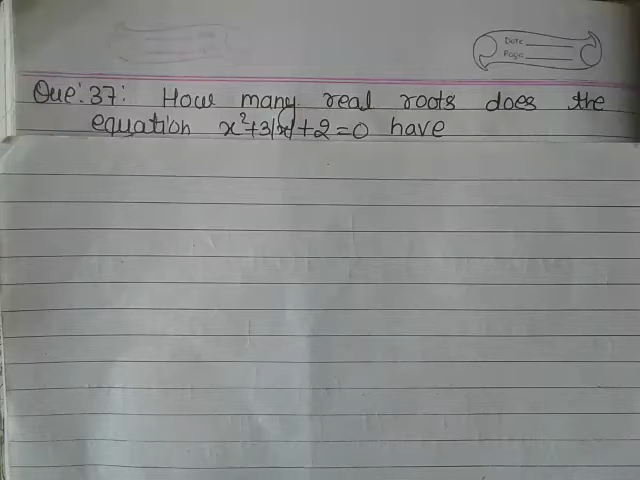 Date
Page
Que:37: How many real roots does the
equation x²+3|x|+2=0 have